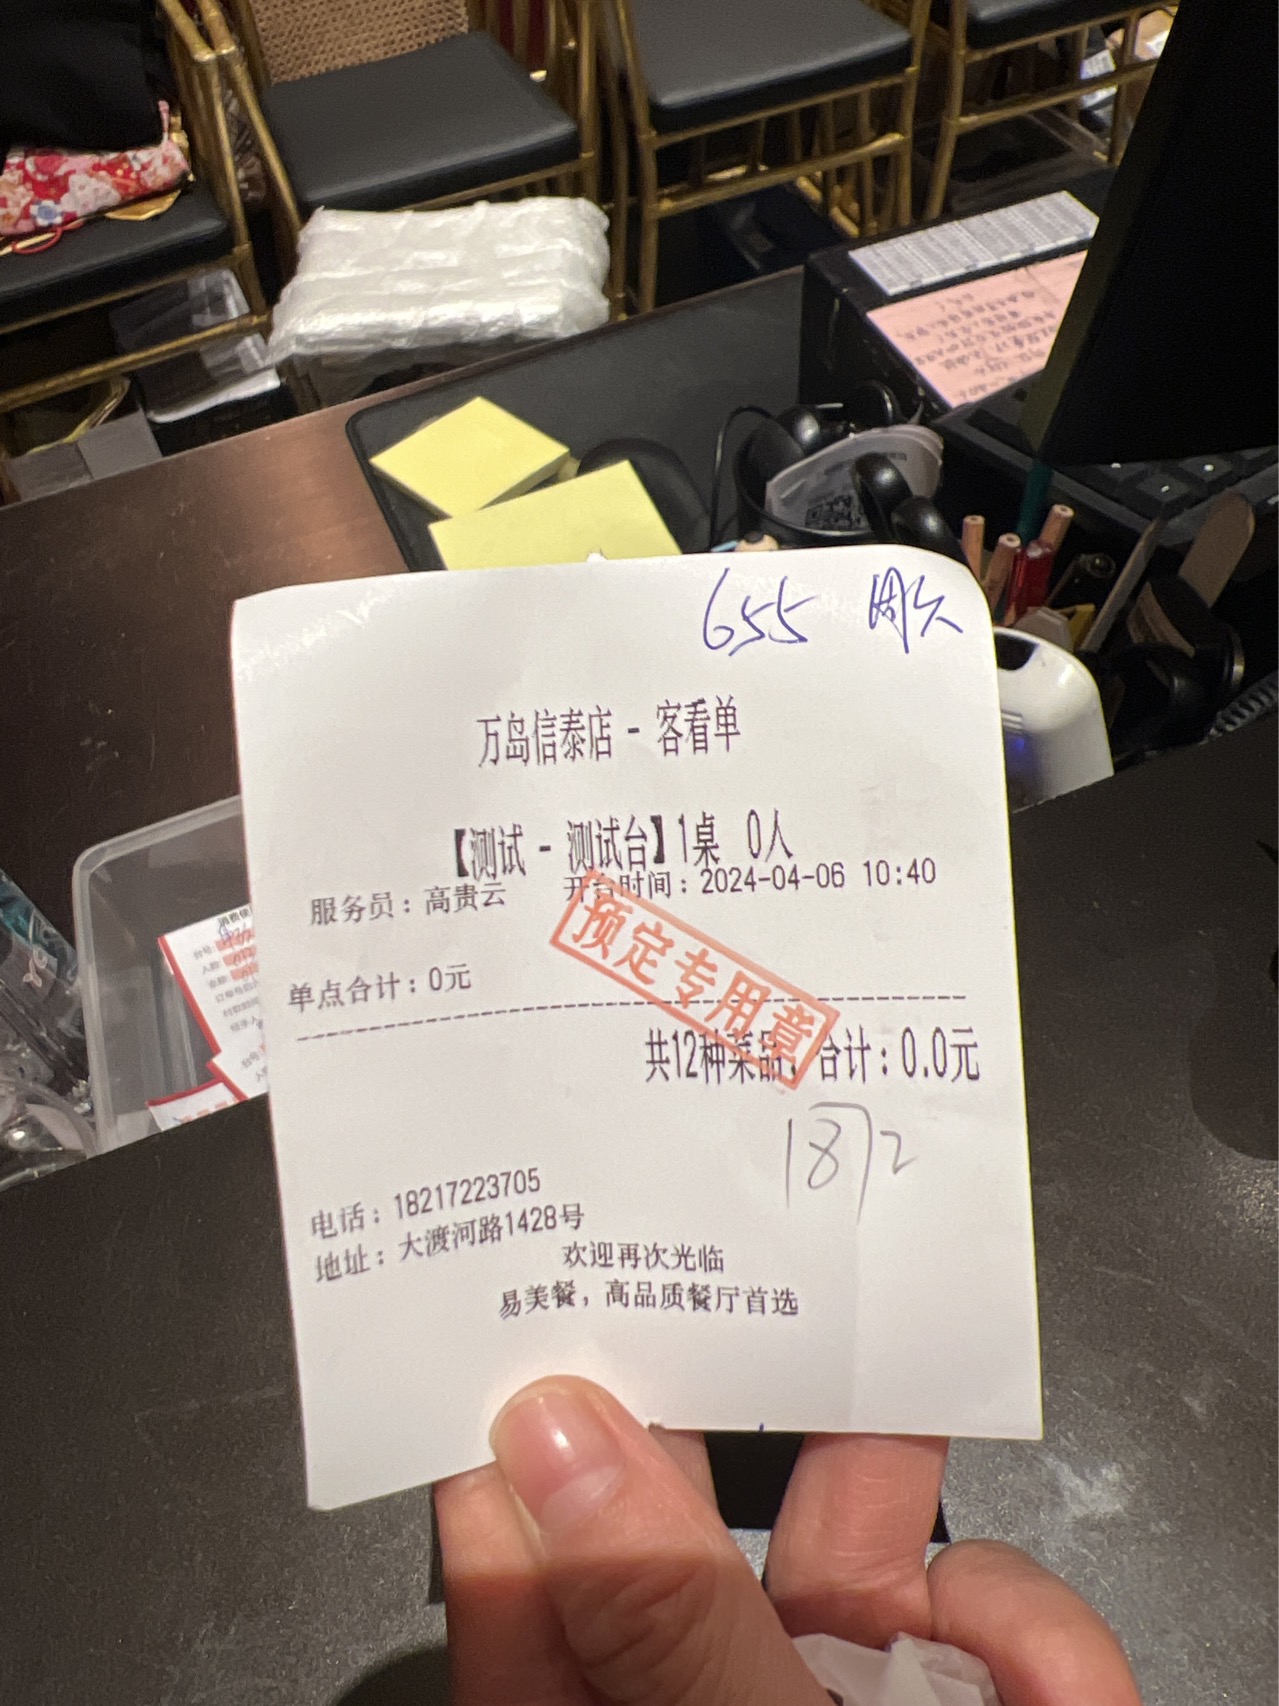 655
万岛信泰店 - 客看单
【测试 - 测试台】1桌 0人
服务员：高贵云 开台时间：2024-04-06 10:40
预定专用章
单点合计：0元
共12种菜品，合计：0.0元
1872
电话：18217223705
地址：大渡河路1428号
欢迎再次光临
易美餐，高品质餐厅首选